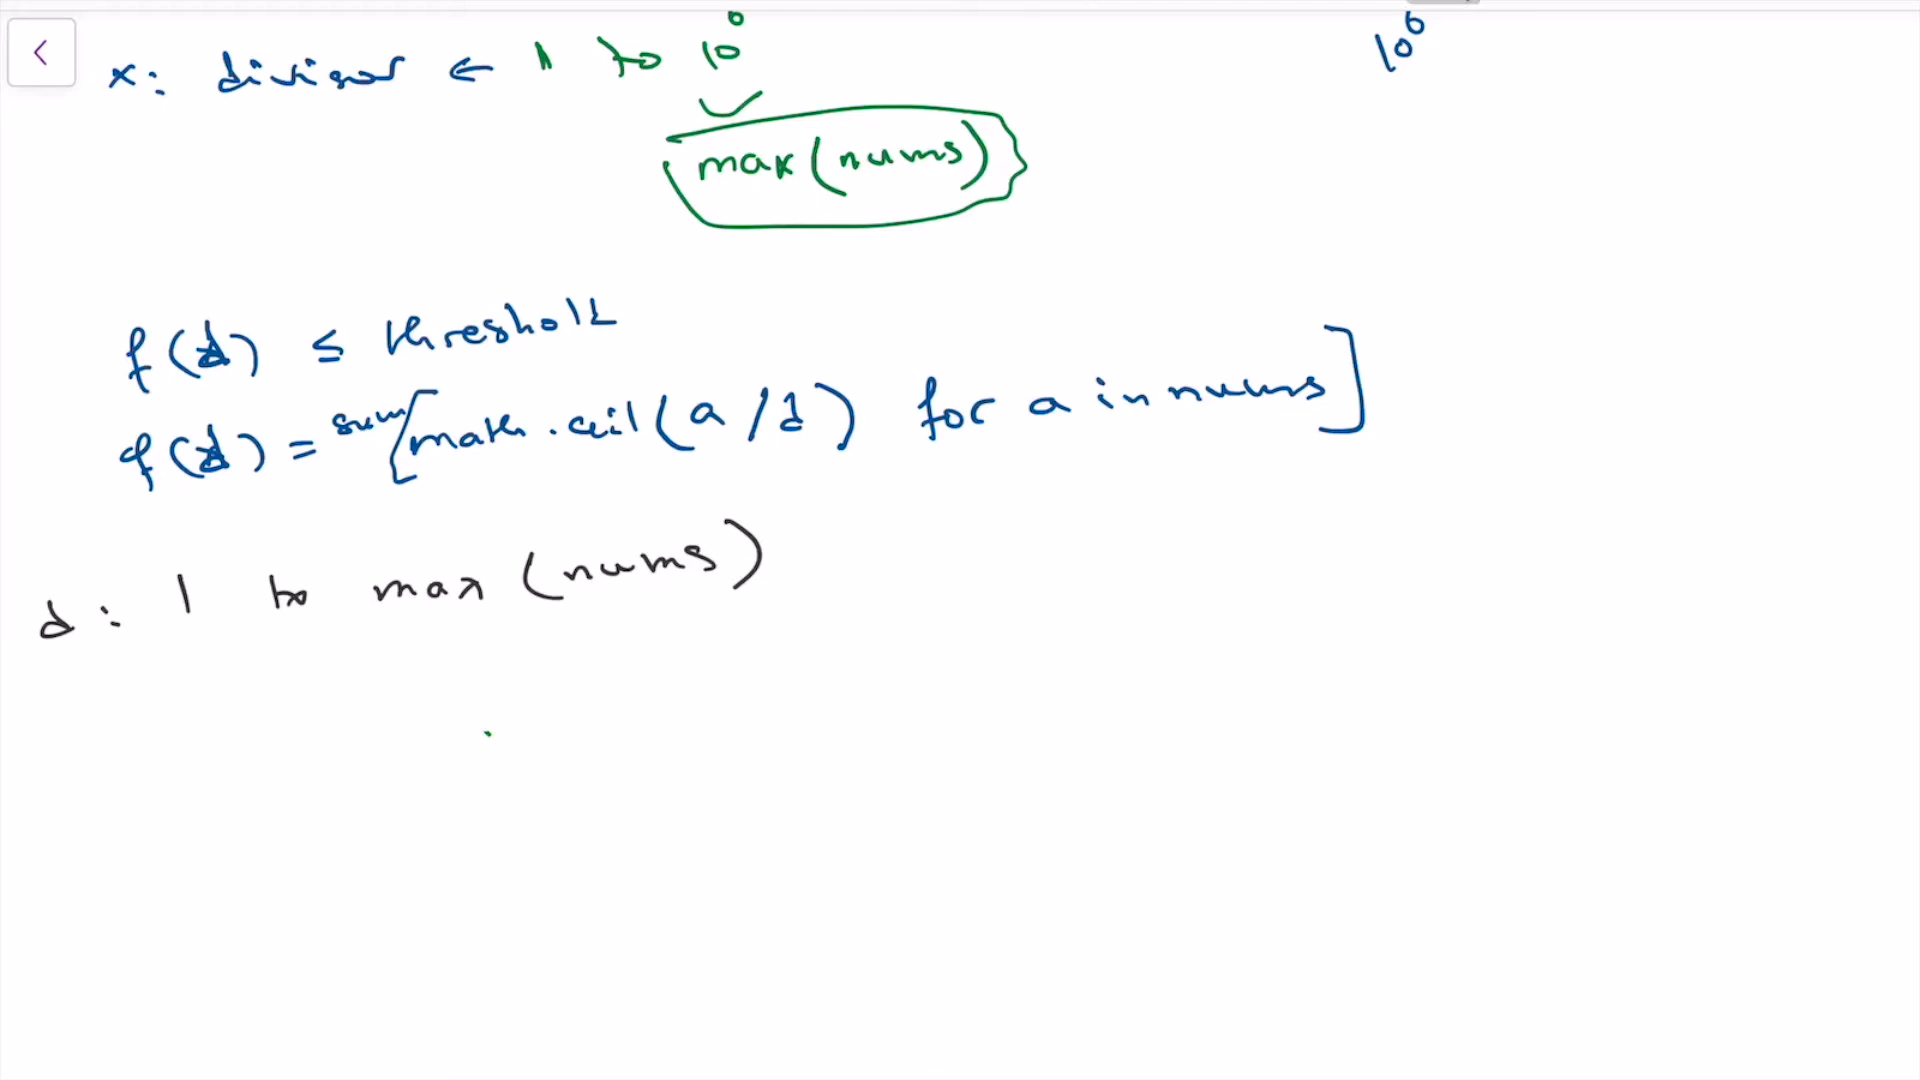 x: divisor ← 1 to 10⁶
10⁶
max(nums)
f(d) ≤ threshold
f(d) = sum[math.ceil(a/d) for a in nums]
d: 1 to max(nums)